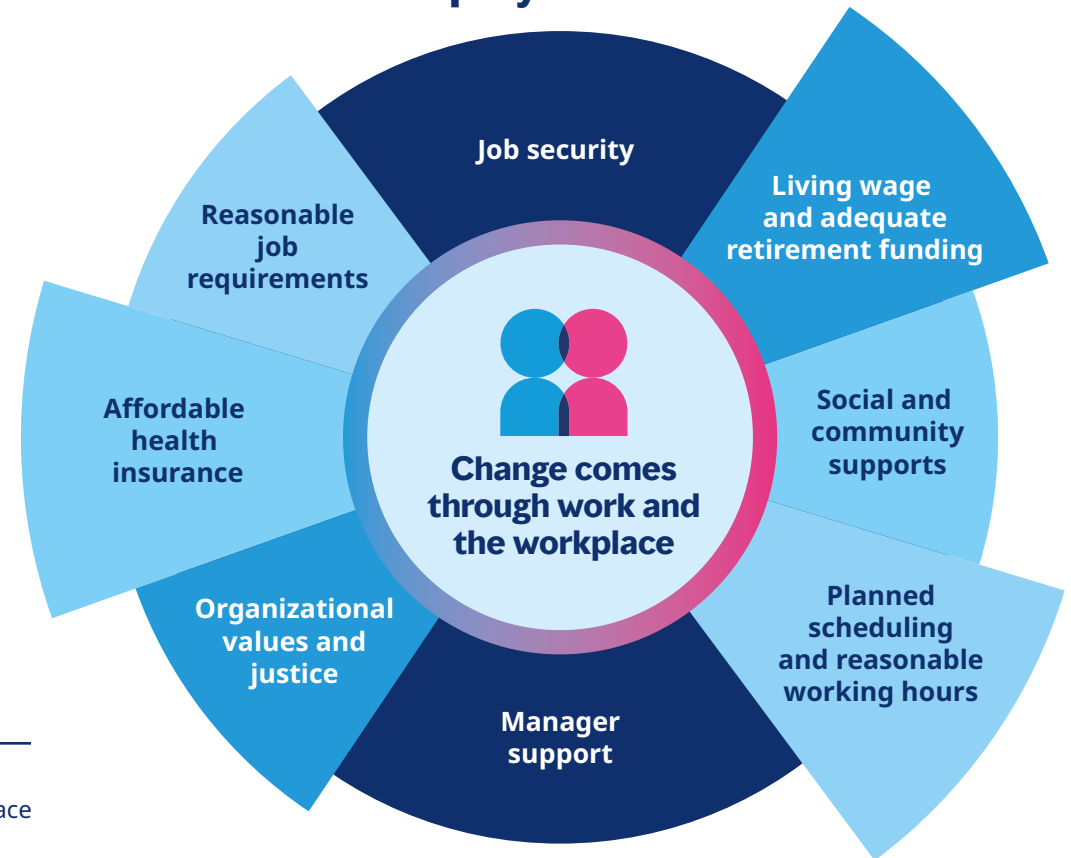 Job security
Living wage
and adequate
retirement funding
Social and
community
supports
Planned
scheduling
and reasonable
working hours
Manager
support
Organizational
values and
justice
Affordable
health
insurance
Reasonable
job
requirements
Change comes
through work and
the workplace